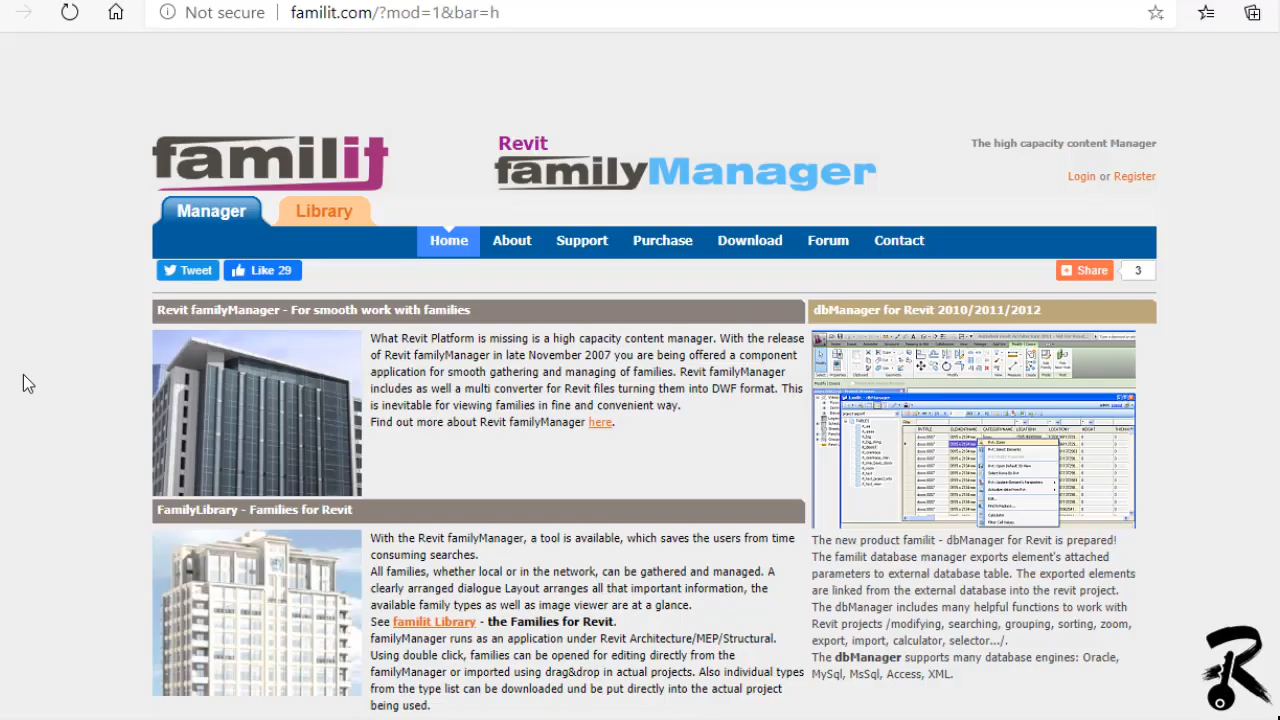 Not secure
familit.com/?mod=1&bar=h
familit
Revit
familyManager
The high capacity content Manager
Login or Register
Manager
Library
Home
About
Support
Purchase
Download
Forum
Contact
Tweet
Like 29
Share
3
Revit familyManager - For smooth work with families
What Revit Platform is missing is a high capacity content manager. With the release
of Revit familyManager in late November 2007 you are being offered a component
application for smooth gathering and managing of families. Revit familyManager
includes as well a multi converter for Revit files turning them into DWF format. This
is inevitable for viewing families in fine and convenient way.
Find out more about Revit familyManager here.
FamilyLibrary - Families for Revit
With the Revit familyManager, a tool is available, which saves the users from time
consuming searches.
All families, whether local or in the network, can be gathered and managed. A
clearly arranged dialogue Layout arranges all that important information, the
available family types as well as image viewer are at a glance.
See familit Library - the Families for Revit.
familyManager runs as an application under Revit Architecture/MEP/Structural.
Using double click, families can be opened for editing directly from the
familyManager or imported using drag&drop in actual projects. Also individual types
from the type list can be downloaded und be put directly into the actual project
being used.
dbManager for Revit 2010/2011/2012
The new product familit - dbManager for Revit is prepared!
The familit database manager exports element's attached
parameters to external database table. The exported elements
are linked from the external database into the revit project.
The dbManager includes many helpful functions to work with
Revit projects /modifying, searching, grouping, sorting, zoom,
export, import, calculator, selector.../.
The dbManager supports many database engines: Oracle,
MySql, MsSql, Access, XML.